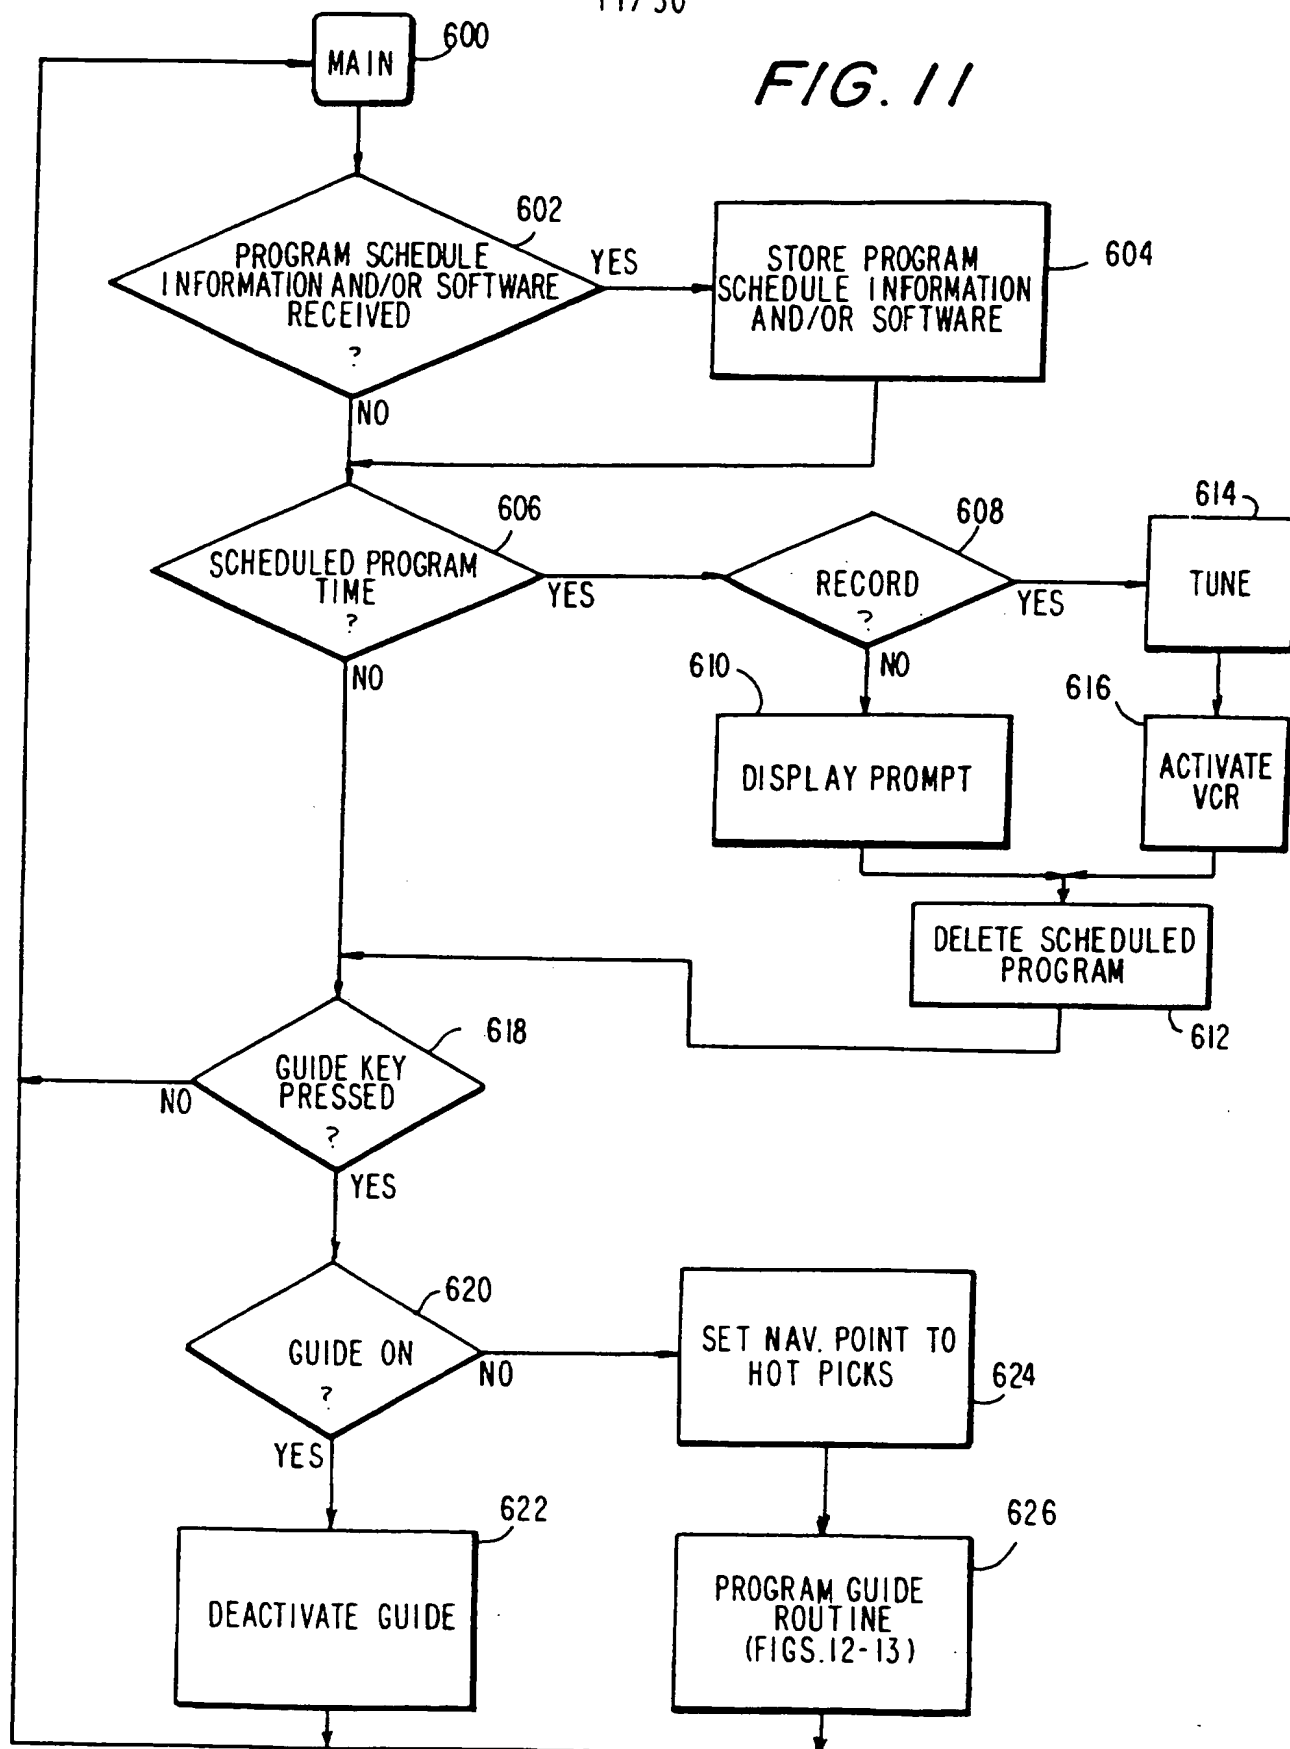 11/30
FIG. 11
MAIN
600
602
PROGRAM SCHEDULE
INFORMATION AND/OR SOFTWARE
RECEIVED
?
YES
NO
STORE PROGRAM
SCHEDULE INFORMATION
AND/OR SOFTWARE
604
606
SCHEDULED PROGRAM
TIME
?
YES
NO
608
RECORD
?
YES
NO
614
TUNE
610
DISPLAY PROMPT
616
ACTIVATE
VCR
DELETE SCHEDULED
PROGRAM
612
618
GUIDE KEY
PRESSED
?
NO
YES
620
GUIDE ON
?
NO
YES
SET NAV. POINT TO
HOT PICKS
624
622
DEACTIVATE GUIDE
626
PROGRAM GUIDE
ROUTINE
(FIGS.12-13)